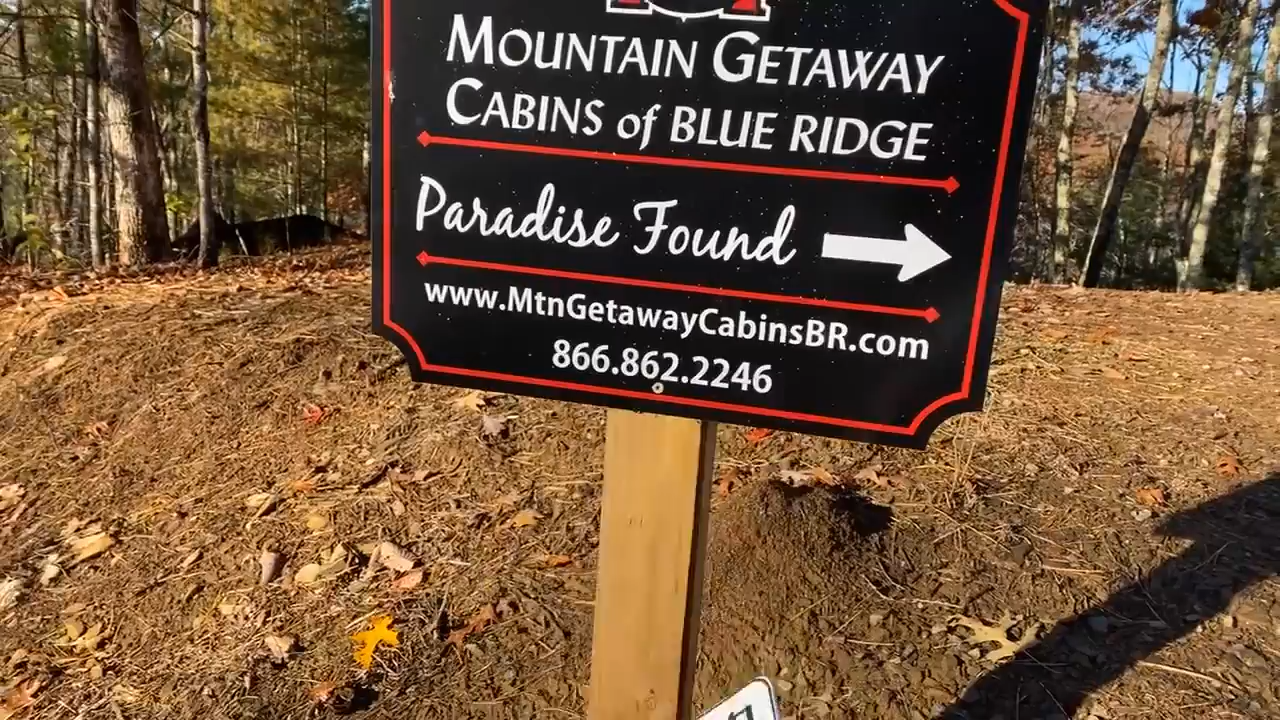 Mountain Getaway
Cabins of Blue Ridge
Paradise Found
www.MtnGetawayCabinsBR.com
866.862.2246